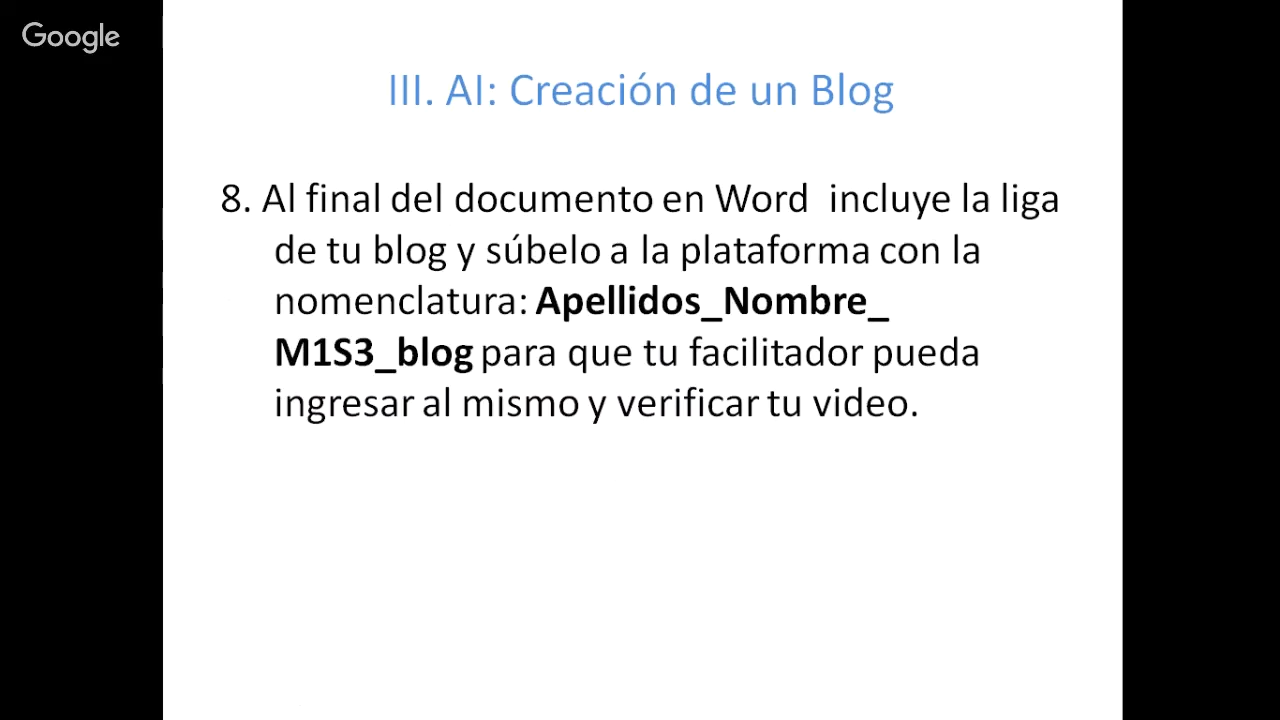 Google
III. AI: Creación de un Blog
8. Al final del documento en Word  incluye la liga
de tu blog y súbelo a la plataforma con la
nomenclatura: Apellidos_Nombre_
M1S3_blog para que tu facilitador pueda
ingresar al mismo y verificar tu video.